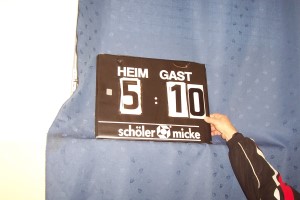 HEIM GAST
5 : 10
schöler micke